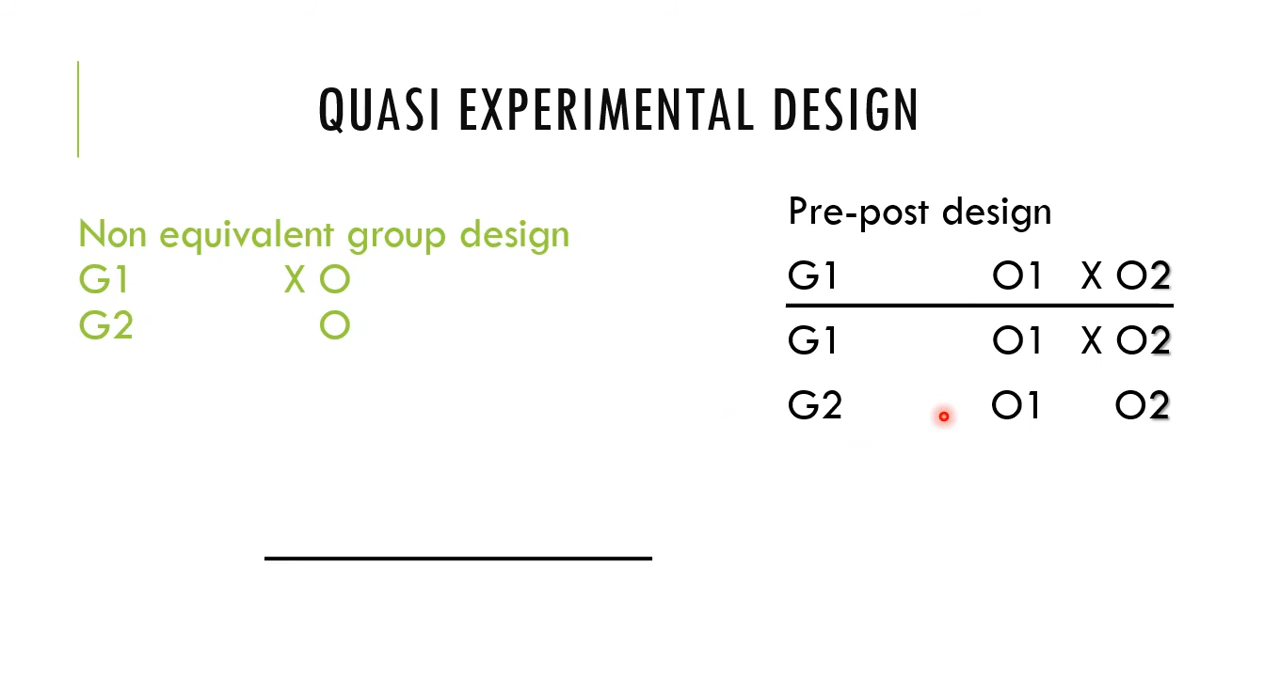 QUASI EXPERIMENTAL DESIGN
Non equivalent group design
G1 X O
G2 O
Pre-post design
G1 O1 X O2
G1 O1 X O2
G2 O1 O2